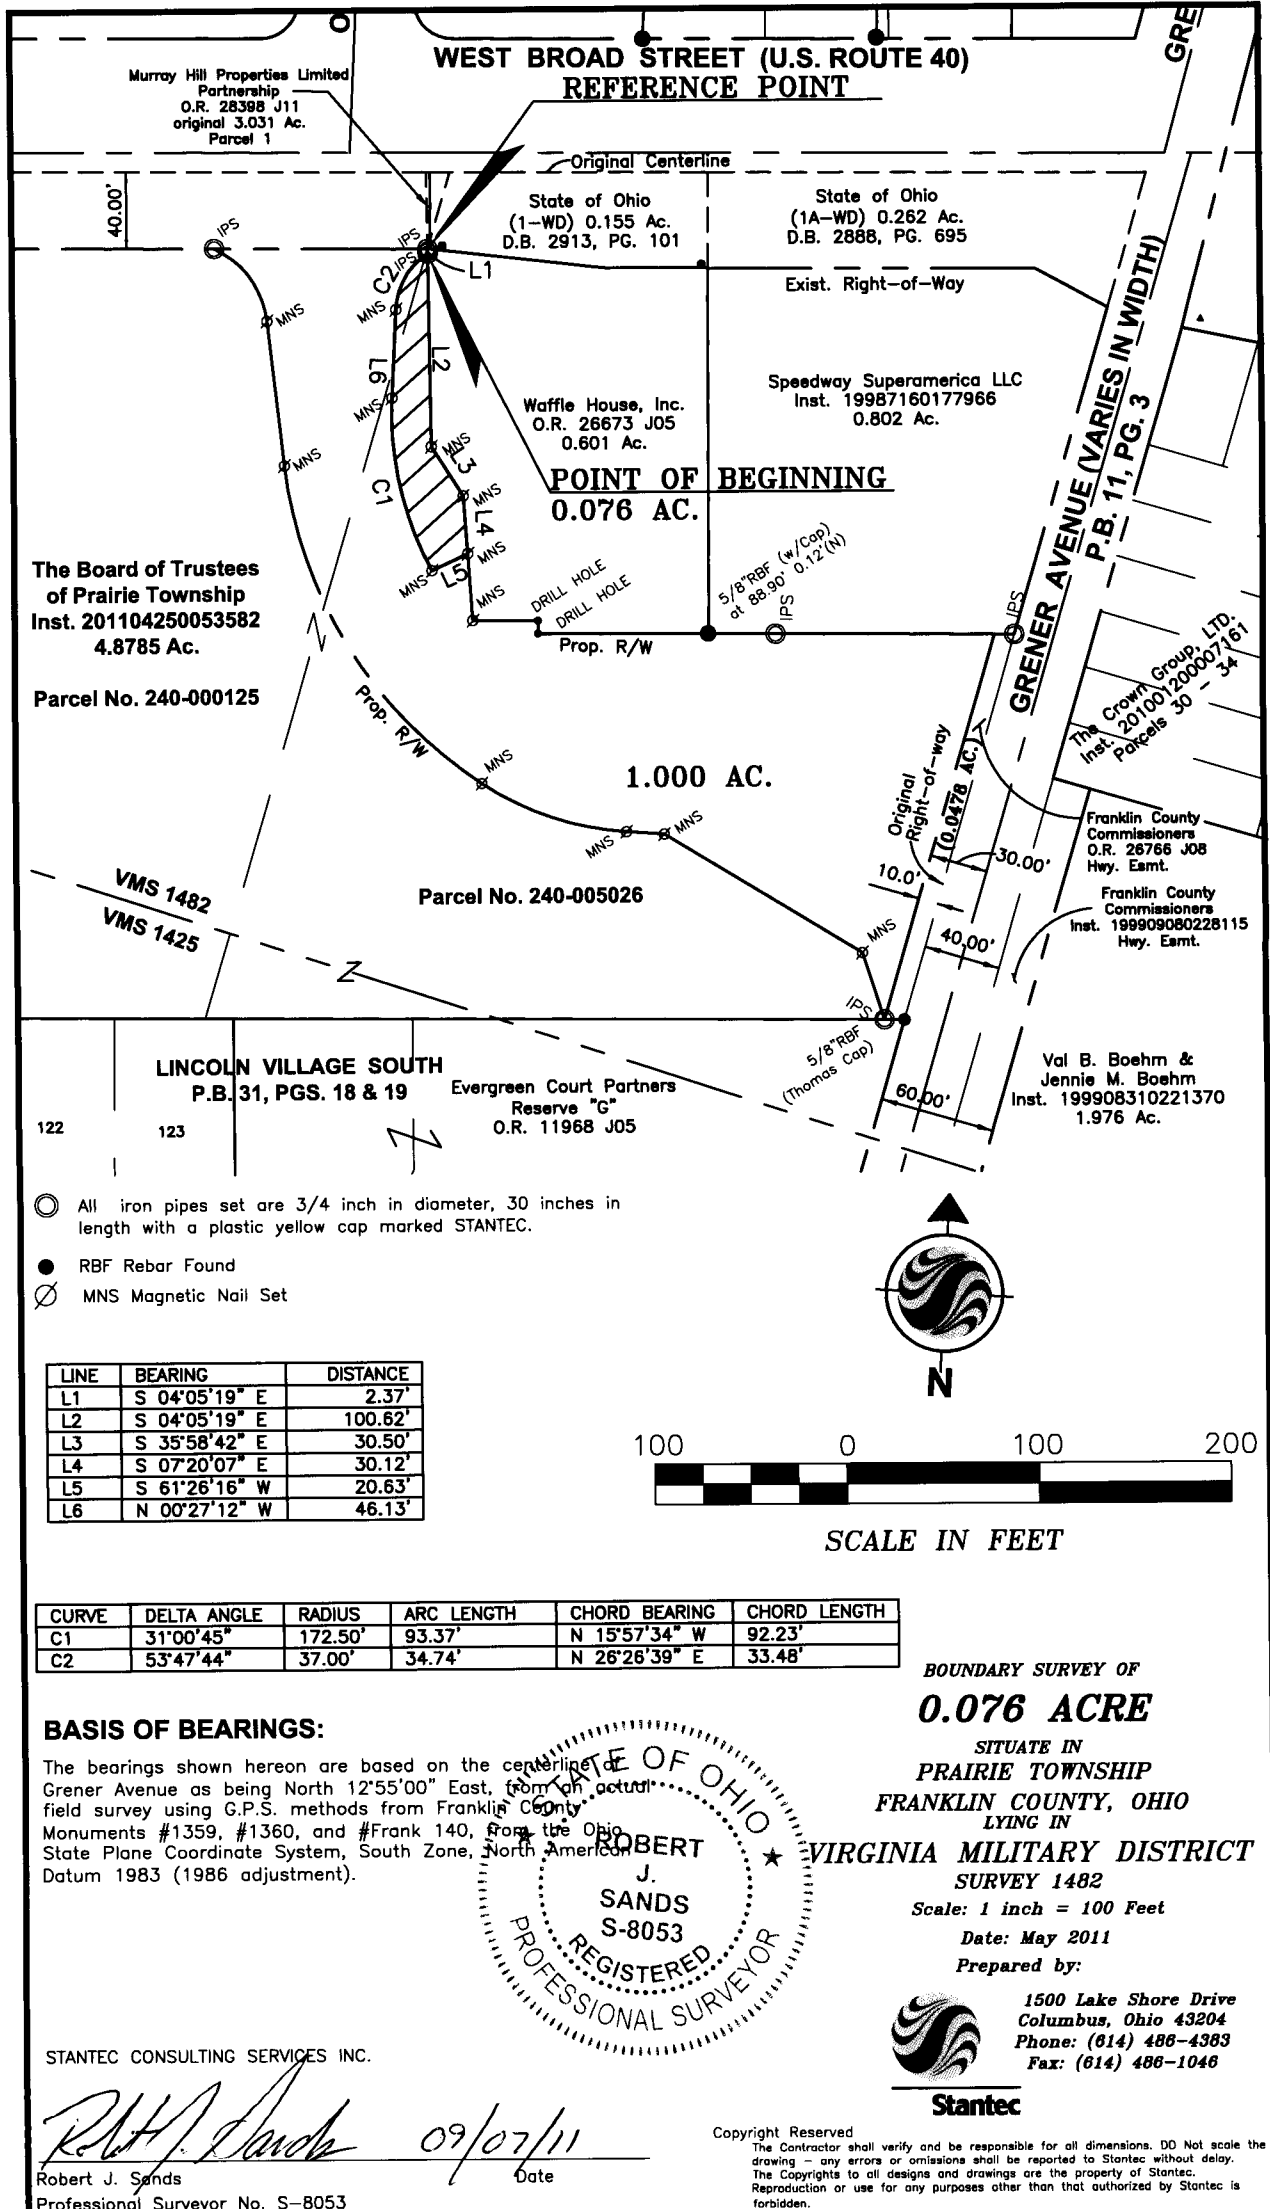 WEST BROAD STREET (U.S. ROUTE 40)
REFERENCE POINT
Murray Hill Properties Limited
Partnership
O.R. 28398 J11
original 3.031 Ac.
Parcel 1
O
GRE
Original Centerline
40.00'
IPS
IPS
IPS
State of Ohio
(1-WD) 0.155 Ac.
D.B. 2913, PG. 101
State of Ohio
(1A-WD) 0.262 Ac.
D.B. 2888, PG. 695
L1
C2
Exist. Right-of-Way
MNS
MNS
L6
L2
MNS
Waffle House, Inc.
O.R. 26673 J05
0.601 Ac.
Speedway Superamerica LLC
Inst. 19987160177966
0.802 Ac.
MNS
MNS
L3
C1
MNS
L4
MNS
MNS
L5
MNS
POINT OF BEGINNING
0.076 AC.
GRENER AVENUE (VARIES IN WIDTH)
P.B. 11, PG. 3
5/8"RBF (w/Cap)
at 88.90' 0.12'(N)
IPS
IPS
DRILL HOLE
DRILL HOLE
Prop. R/W
The Board of Trustees
of Prairie Township
Inst. 201104250053582
4.8785 Ac.
Parcel No. 240-000125
Z
Prop. R/W
The Crown Group, LTD.
Inst. 201001200007161
Parcels 30 - 34
1.000 AC.
MNS
MNS
MNS
Original
Right-of-way
(0.0478 AC.)
30.00'
10.0'
Franklin County
Commissioners
O.R. 26766 J08
Hwy. Esmt.
Franklin County
Commissioners
Inst. 199909080228115
Hwy. Esmt.
VMS 1482
VMS 1425
Parcel No. 240-005026
MNS
40.00'
Z
IPS
5/8"RBF
(Thomas Cap)
LINCOLN VILLAGE SOUTH
P.B. 31, PGS. 18 & 19
Evergreen Court Partners
Reserve "G"
O.R. 11968 J05
60.00'
Val B. Boehm &
Jennie M. Boehm
Inst. 199908310221370
1.976 Ac.
122
123
Z
All iron pipes set are 3/4 inch in diameter, 30 inches in
length with a plastic yellow cap marked STANTEC.
RBF Rebar Found
MNS Magnetic Nail Set
N
LINE BEARING DISTANCE
L1 S 04°05'19" E 2.37'
L2 S 04°05'19" E 100.62'
L3 S 35°58'42" E 30.50'
L4 S 07°20'07" E 30.12'
L5 S 61°26'16" W 20.63'
L6 N 00°27'12" W 46.13'
100 0 100 200
SCALE IN FEET
CURVE DELTA ANGLE RADIUS ARC LENGTH CHORD BEARING CHORD LENGTH
C1 31°00'45" 172.50' 93.37' N 15°57'34" W 92.23'
C2 53°47'44" 37.00' 34.74' N 26°26'39" E 33.48'
BASIS OF BEARINGS:
The bearings shown hereon are based on the centerline of
Grener Avenue as being North 12°55'00" East, from an actual
field survey using G.P.S. methods from Franklin County
Monuments #1359, #1360, and #Frank 140, from the Ohio
State Plane Coordinate System, South Zone, North American
Datum 1983 (1986 adjustment).
STATE OF OHIO
ROBERT
J.
SANDS
S-8053
REGISTERED
PROFESSIONAL SURVEYOR
BOUNDARY SURVEY OF
0.076 ACRE
SITUATE IN
PRAIRIE TOWNSHIP
FRANKLIN COUNTY, OHIO
LYING IN
VIRGINIA MILITARY DISTRICT
SURVEY 1482
Scale: 1 inch = 100 Feet
Date: May 2011
Prepared by:
1500 Lake Shore Drive
Columbus, Ohio 43204
Phone: (614) 486-4383
Fax: (614) 486-1046
Stantec
STANTEC CONSULTING SERVICES INC.
Robert J. Sands 09/07/11
Robert J. Sands Date
Professional Surveyor No. S-8053
Copyright Reserved
The Contractor shall verify and be responsible for all dimensions. DO Not scale the
drawing - any errors or omissions shall be reported to Stantec without delay.
The Copyrights to all designs and drawings are the property of Stantec.
Reproduction or use for any purposes other than that authorized by Stantec is
forbidden.